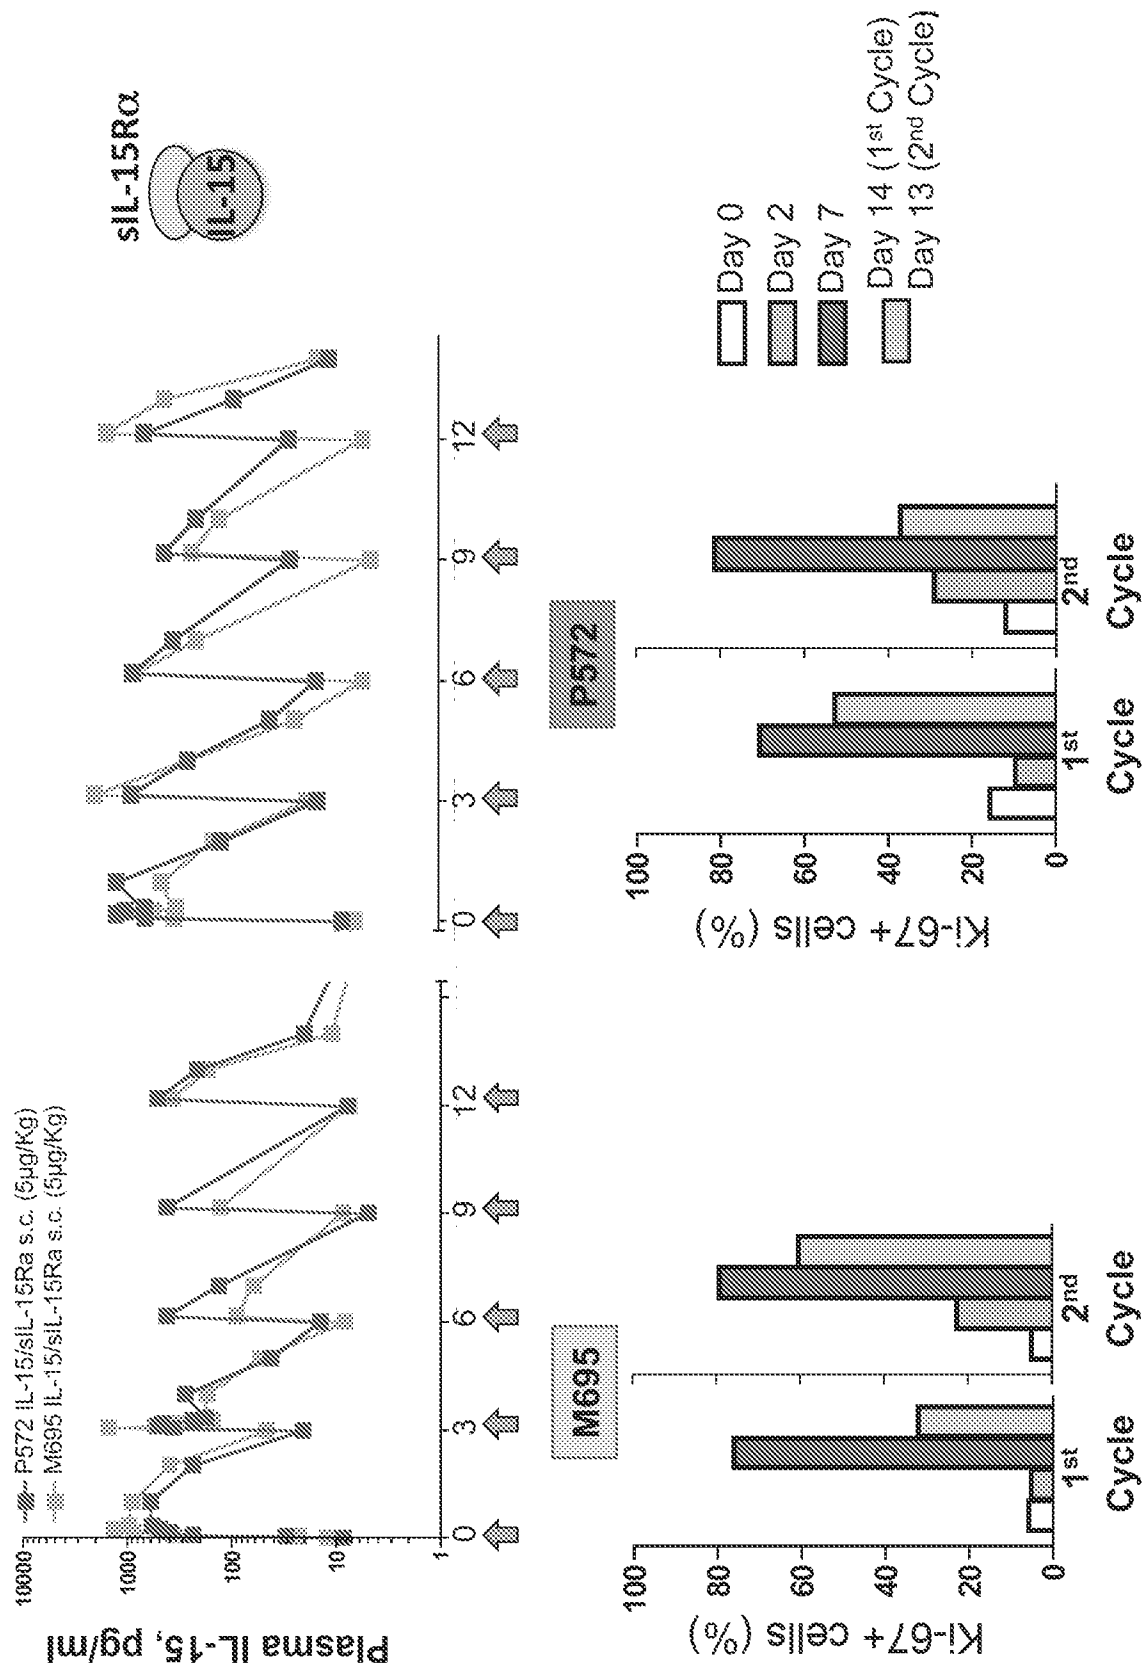 P572 IL-15/sIL-15Ra s.c. (5µg/Kg)
M695 IL-15/sIL-15Ra s.c. (5µg/Kg)
sIL-15Rα
IL-15
Plasma IL-15, pg/ml
10000
1000
100
10
1
0 3 6 9 12
0 3 6 9 12
M695
P572
Ki-67+ cells (%)
100
80
60
40
20
0
1st
Cycle
2nd
Cycle
Ki-67+ cells (%)
100
80
60
40
20
0
1st
Cycle
2nd
Cycle
Day 0
Day 2
Day 7
Day 14 (1st Cycle)
Day 13 (2nd Cycle)